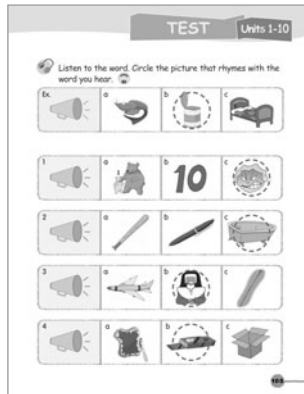 TEST Units 1-10
Listen to the word. Circle the picture that rhymes with the
word you hear.
Ex. a b c
1 a b 10 c
2 a b c
3 a b c
4 a b c
105